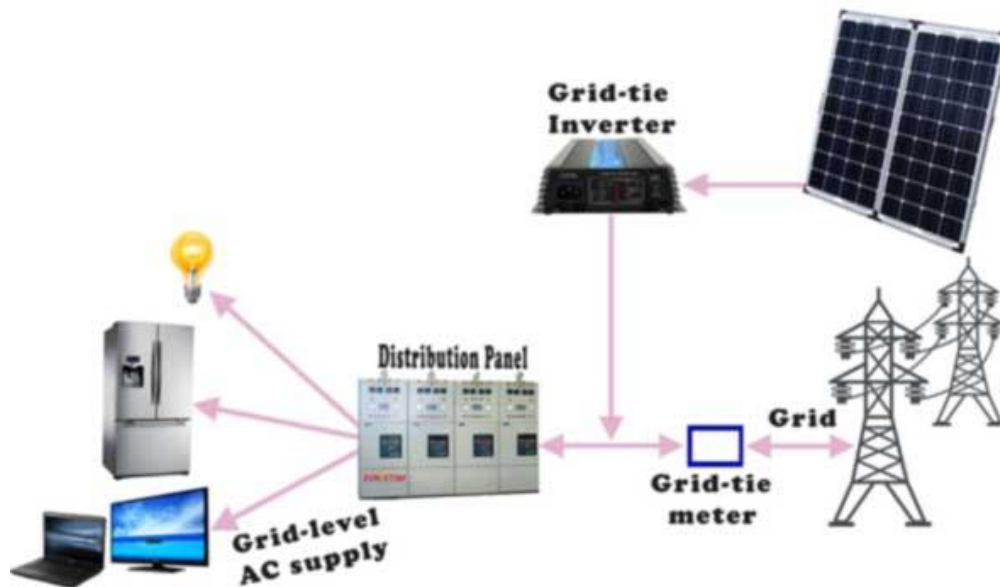 Grid-tie
Inverter
Distribution Panel
Grid
Grid-tie
meter
Grid-level
AC supply